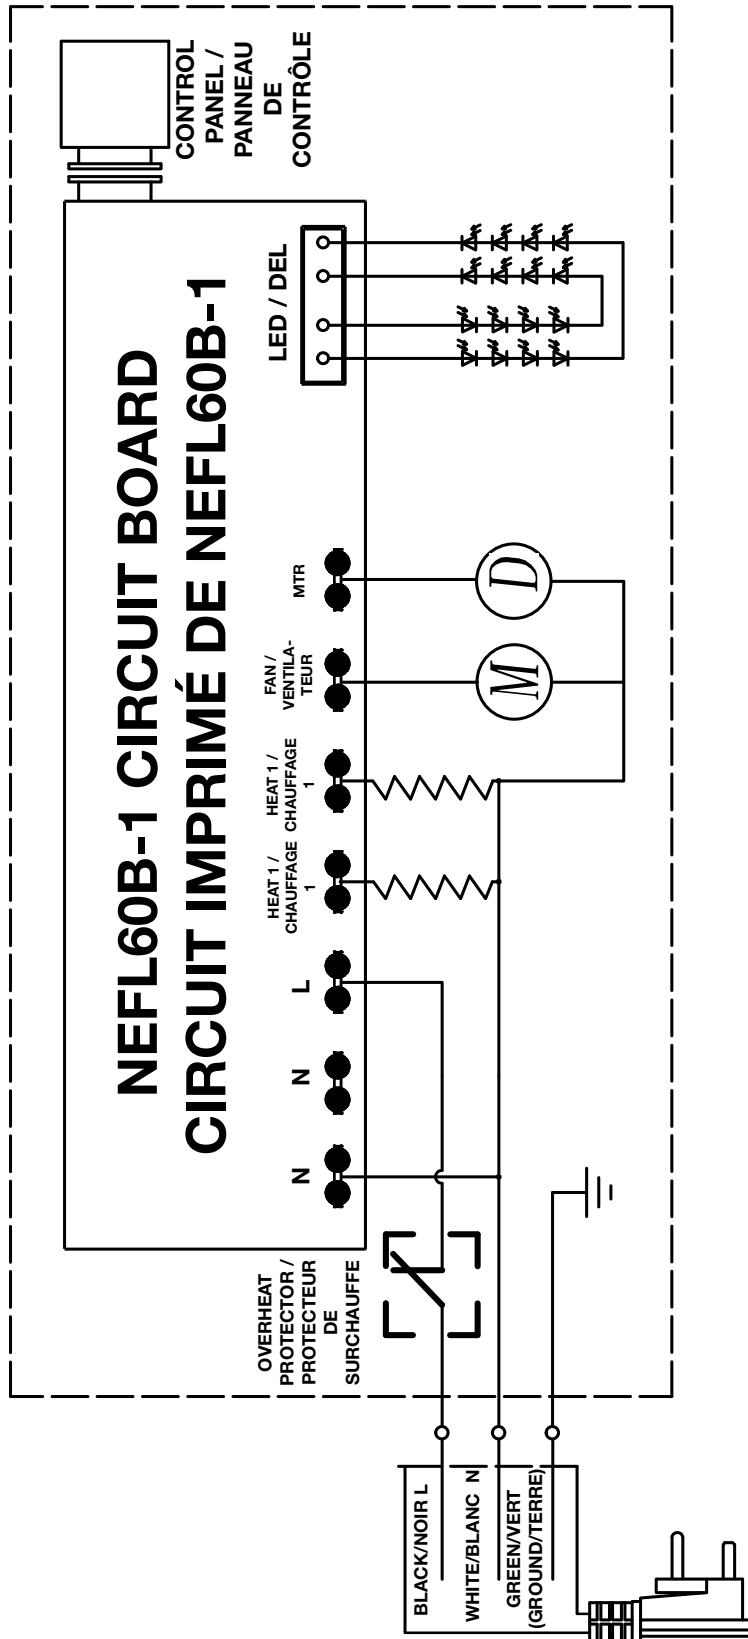 NEFL60B-1 CIRCUIT BOARD
CIRCUIT IMPRIMÉ DE NEFL60B-1
CONTROL
PANEL /
PANNEAU
DE
CONTRÔLE
OVERHEAT
PROTECTOR /
PROTECTEUR
DE
SURCHAUFFE
N
N
L
HEAT 1 /
CHAUFFAGE
1
HEAT 1 /
CHAUFFAGE
1
FAN /
VENTILA-
TEUR
MTR
LED / DEL
M
D
BLACK/NOIR L
WHITE/BLANC N
GREEN/VERT
(GROUND/TERRE)